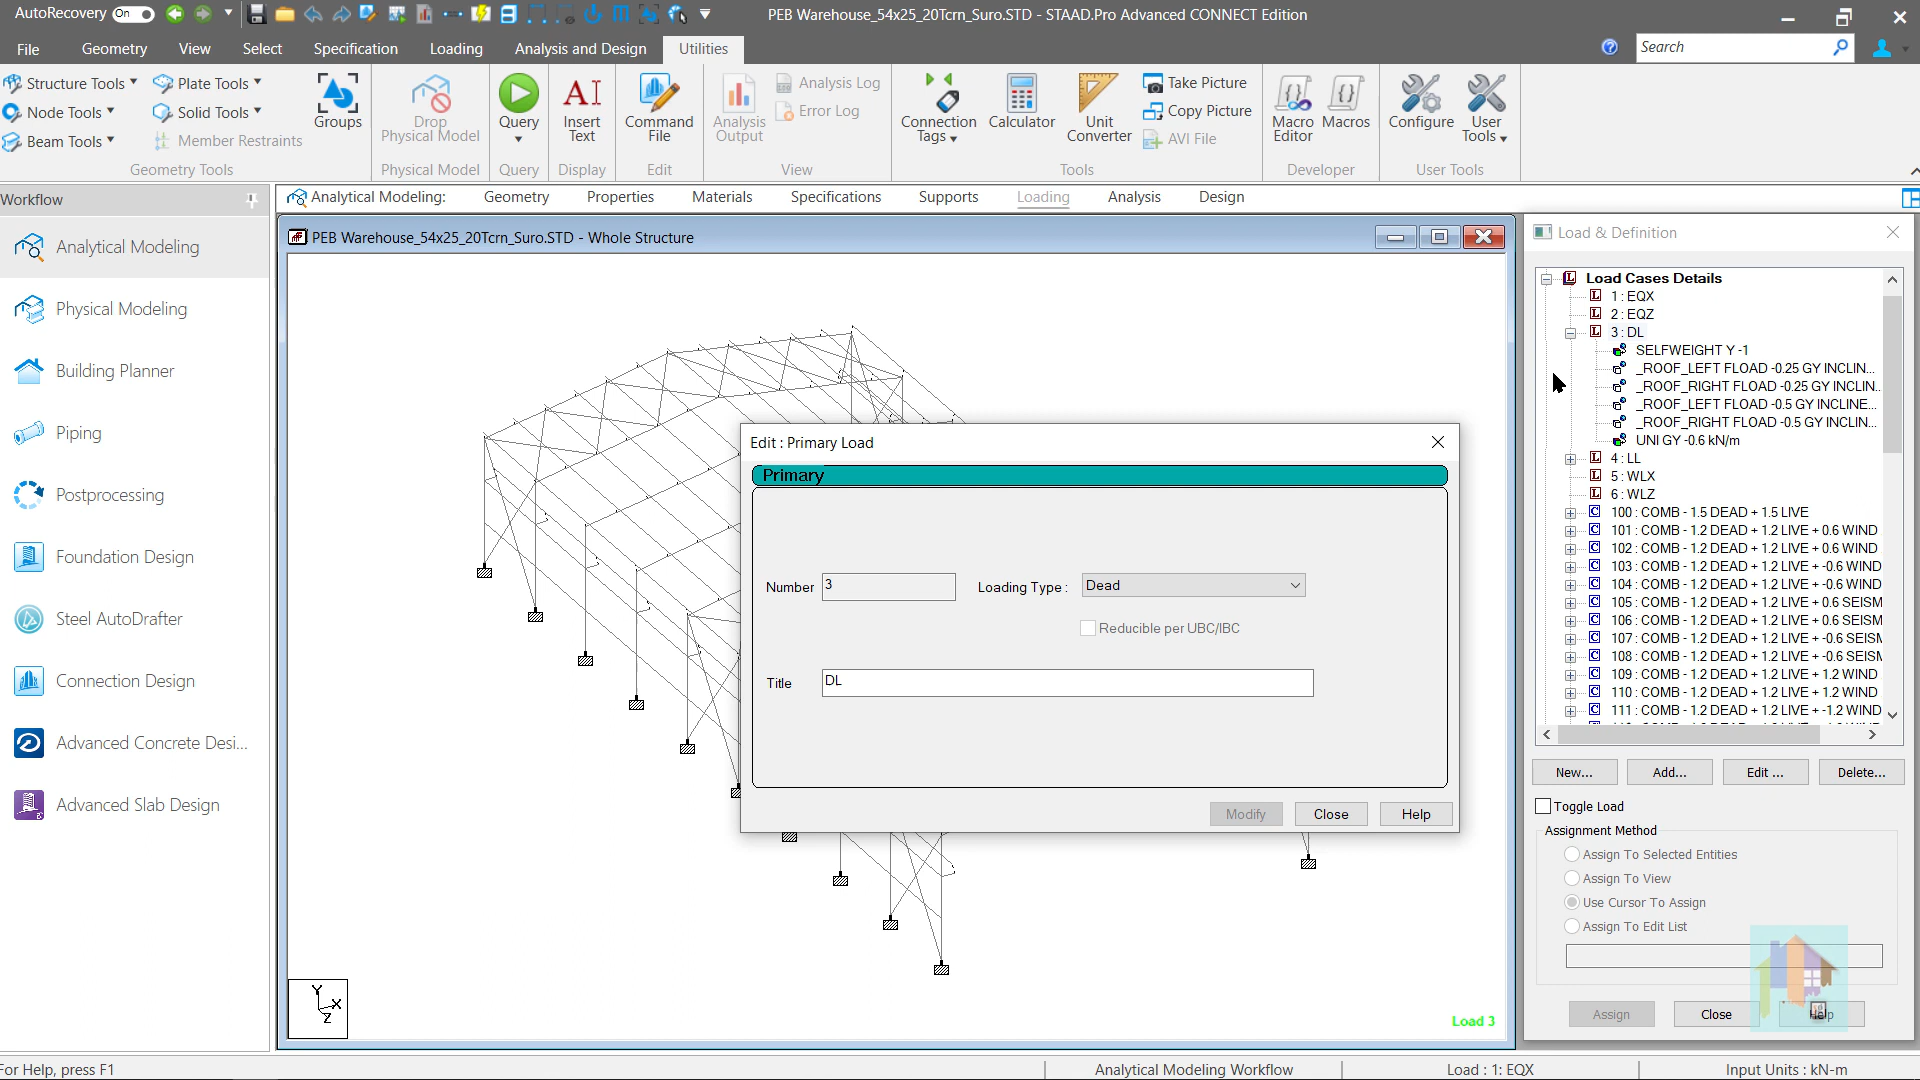 AutoRecovery On
PEB Warehouse_54x25_20Tcrn_Suro.STD - STAAD.Pro Advanced CONNECT Edition
File Geometry View Select Specification Loading Analysis and Design Utilities
Search
Structure Tools Plate Tools
Node Tools Solid Tools
Beam Tools Member Restraints
Geometry Tools
Groups
Drop Physical Model
Physical Model
Query
Query
Insert Text
Display
Command File
Edit
Analysis Output
Analysis Log
Error Log
View
Connection Tags
Calculator
Unit Converter
Take Picture
Copy Picture
AVI File
Tools
Macro Editor
Macros
Developer
Configure
User Tools
User Tools
Workflow
Analytical Modeling: Geometry Properties Materials Specifications Supports Loading Analysis Design
Analytical Modeling
Physical Modeling
Building Planner
Piping
Postprocessing
Foundation Design
Steel AutoDrafter
Connection Design
Advanced Concrete Desi...
Advanced Slab Design
PEB Warehouse_54x25_20Tcrn_Suro.STD - Whole Structure
Y
X
Z
Load 3
Edit : Primary Load
Primary
Number 3 Loading Type : Dead
Reducible per UBC/IBC
Title DL
Modify Close Help
Load & Definition
Load Cases Details
1 : EQX
2 : EQZ
3 : DL
SELFWEIGHT Y -1
_ROOF_LEFT FLOAD -0.25 GY INCLIN...
_ROOF_RIGHT FLOAD -0.25 GY INCLIN...
_ROOF_LEFT FLOAD -0.5 GY INCLINE...
_ROOF_RIGHT FLOAD -0.5 GY INCLIN...
UNI GY -0.6 kN/m
4 : LL
5 : WLX
6 : WLZ
100 : COMB - 1.5 DEAD + 1.5 LIVE
101 : COMB - 1.2 DEAD + 1.2 LIVE + 0.6 WIND
102 : COMB - 1.2 DEAD + 1.2 LIVE + 0.6 WIND
103 : COMB - 1.2 DEAD + 1.2 LIVE + -0.6 WIND
104 : COMB - 1.2 DEAD + 1.2 LIVE + -0.6 WIND
105 : COMB - 1.2 DEAD + 1.2 LIVE + 0.6 SEISM
106 : COMB - 1.2 DEAD + 1.2 LIVE + 0.6 SEISM
107 : COMB - 1.2 DEAD + 1.2 LIVE + -0.6 SEISM
108 : COMB - 1.2 DEAD + 1.2 LIVE + -0.6 SEISM
109 : COMB - 1.2 DEAD + 1.2 LIVE + 1.2 WIND
110 : COMB - 1.2 DEAD + 1.2 LIVE + 1.2 WIND
111 : COMB - 1.2 DEAD + 1.2 LIVE + -1.2 WIND
New... Add... Edit ... Delete...
Toggle Load
Assignment Method
Assign To Selected Entities
Assign To View
Use Cursor To Assign
Assign To Edit List
Assign Close Help
For Help, press F1
Analytical Modeling Workflow
Load : 1: EQX
Input Units : kN-m